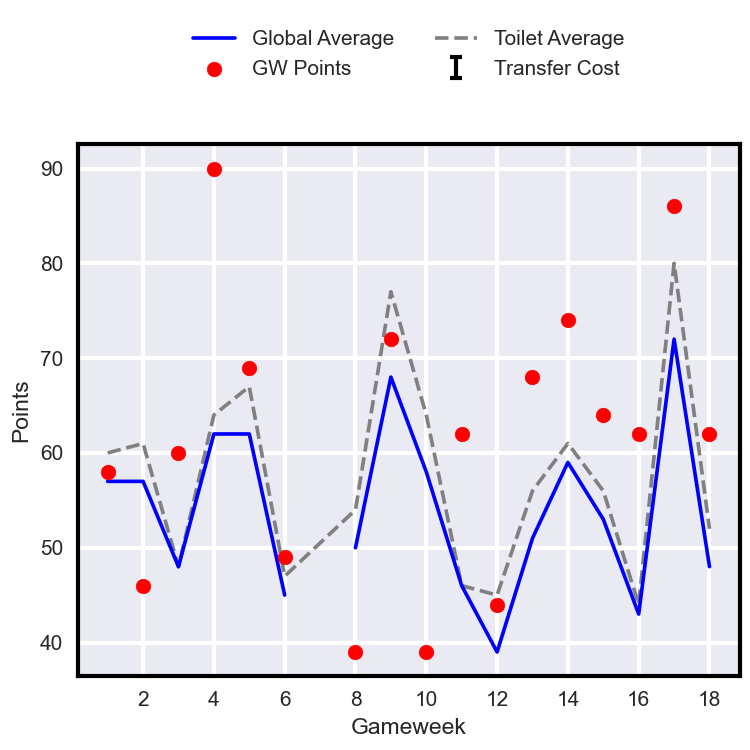 Global Average
Toilet Average
GW Points
Transfer Cost
90
80
70
60
50
40
Points
2 4 6 8 10 12 14 16 18
Gameweek